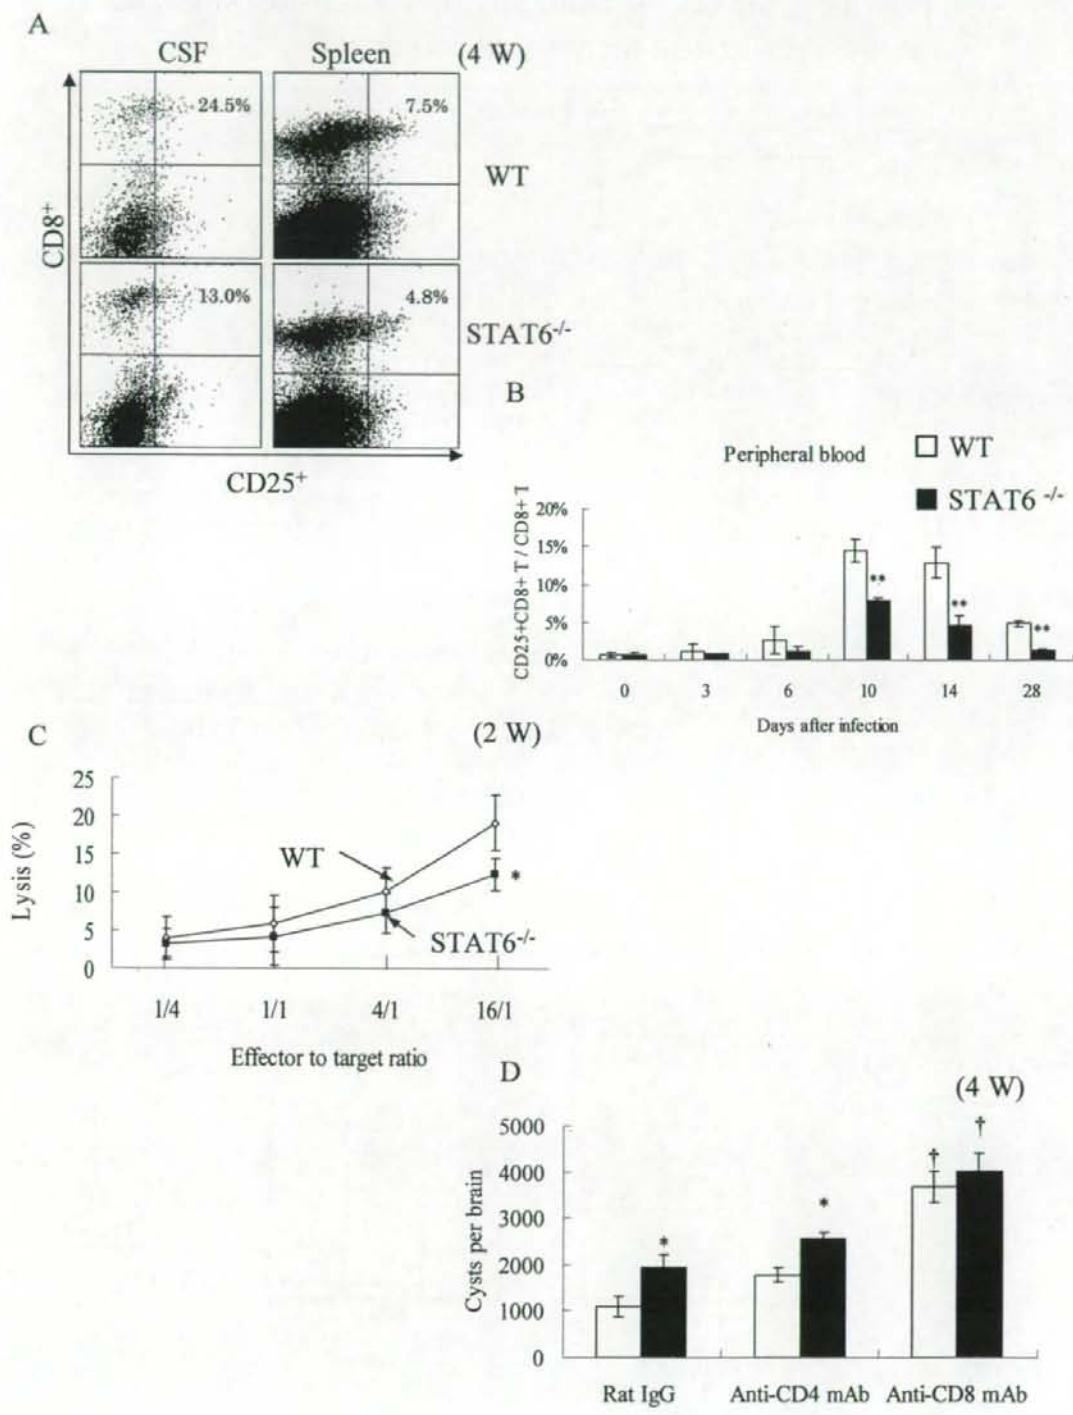 A
CSF Spleen (4 W)
24.5% 7.5%
WT
CD8+
13.0% 4.8%
STAT6-/-
CD25+
B
Peripheral blood
WT
STAT6 -/-
CD25+CD8+ T / CD8+ T
20%
15%
10%
5%
0%
** ** **
0 3 6 10 14 28
Days after infection
C
(2 W)
Lysis (%)
25
20
15
10
5
0
WT
*
STAT6-/-
1/4 1/1 4/1 16/1
Effector to target ratio
D
(4 W)
Cysts per brain
5000
4000
3000
2000
1000
0
* * † †
Rat IgG Anti-CD4 mAb Anti-CD8 mAb